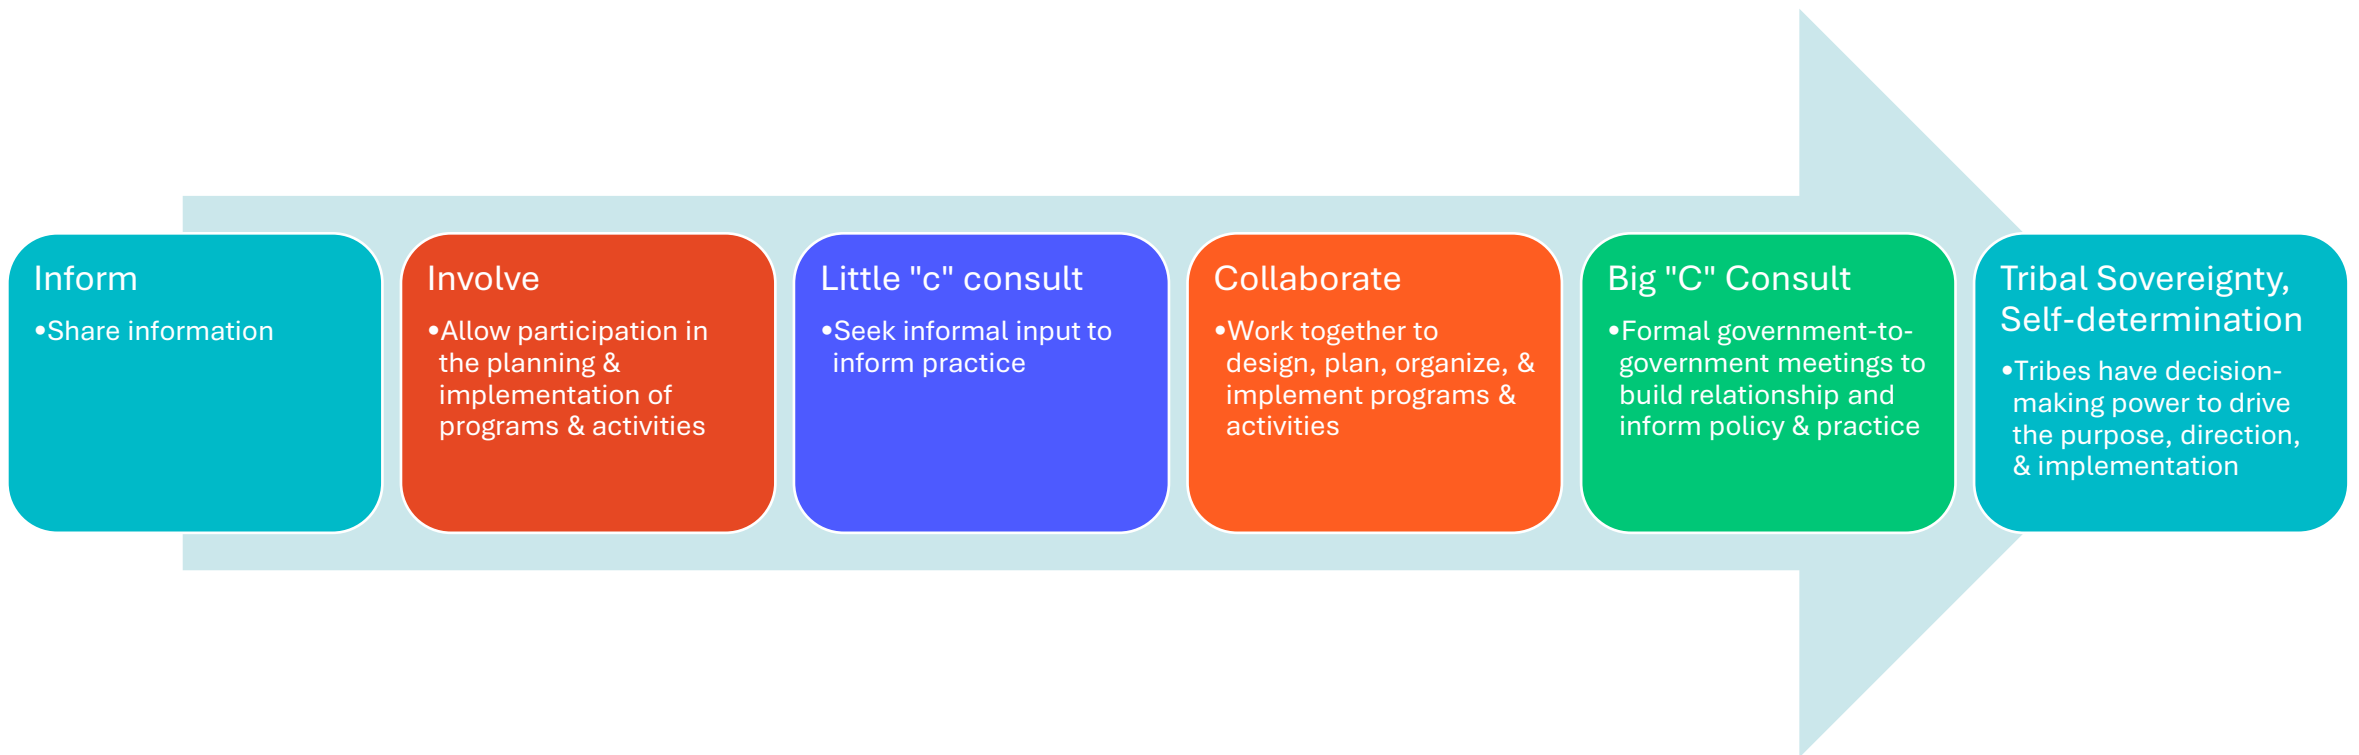 Inform
•Share information
Involve
•Allow participation in
the planning &
implementation of
programs & activities
Little "c" consult
•Seek informal input to
inform practice
Collaborate
•Work together to
design, plan, organize, &
implement programs &
activities
Big "C" Consult
•Formal government-to-
government meetings to
build relationship and
inform policy & practice
Tribal Sovereignty,
Self-determination
•Tribes have decision-
making power to drive
the purpose, direction,
& implementation